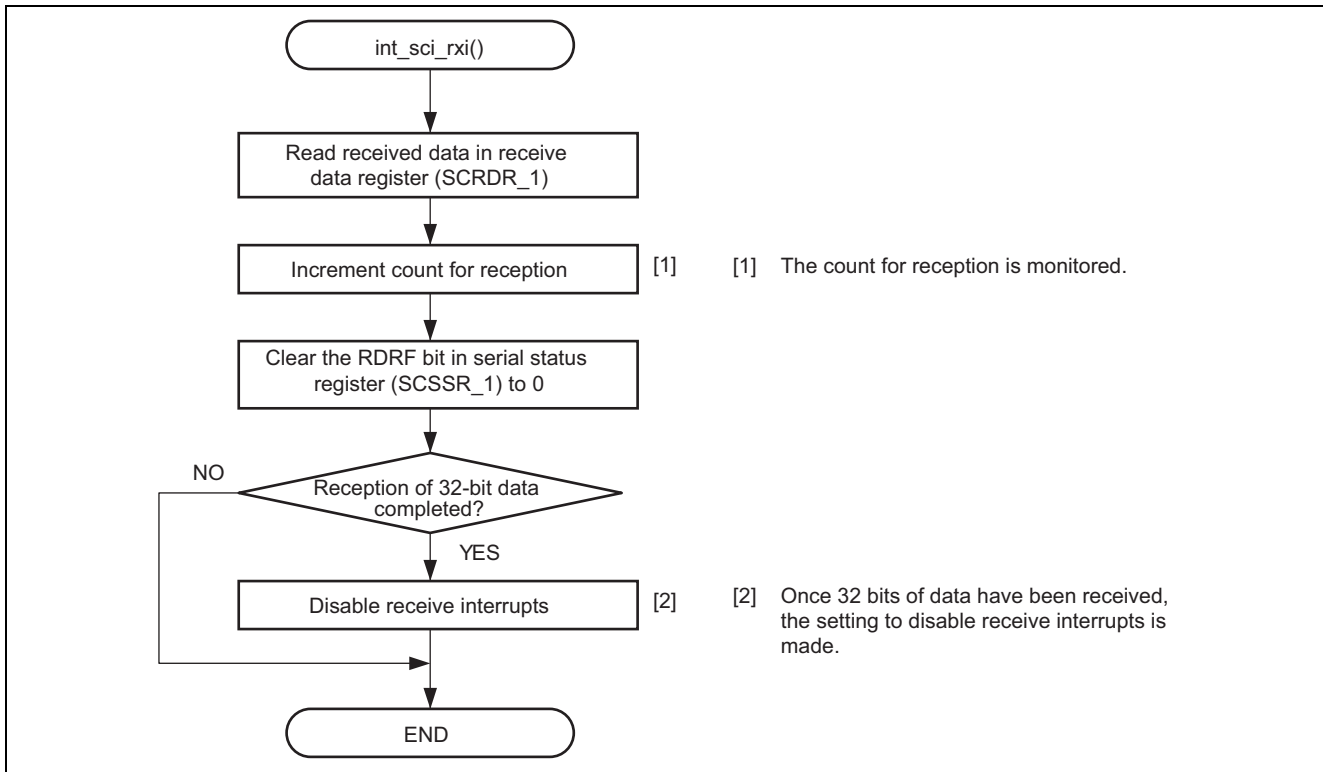 int_sci_rxi()
Read received data in receive
data register (SCRDR_1)
Increment count for reception
[1]
[1] The count for reception is monitored.
Clear the RDRF bit in serial status
register (SCSSR_1) to 0
NO
Reception of 32-bit data
completed?
YES
Disable receive interrupts
[2]
[2] Once 32 bits of data have been received,
the setting to disable receive interrupts is
made.
END